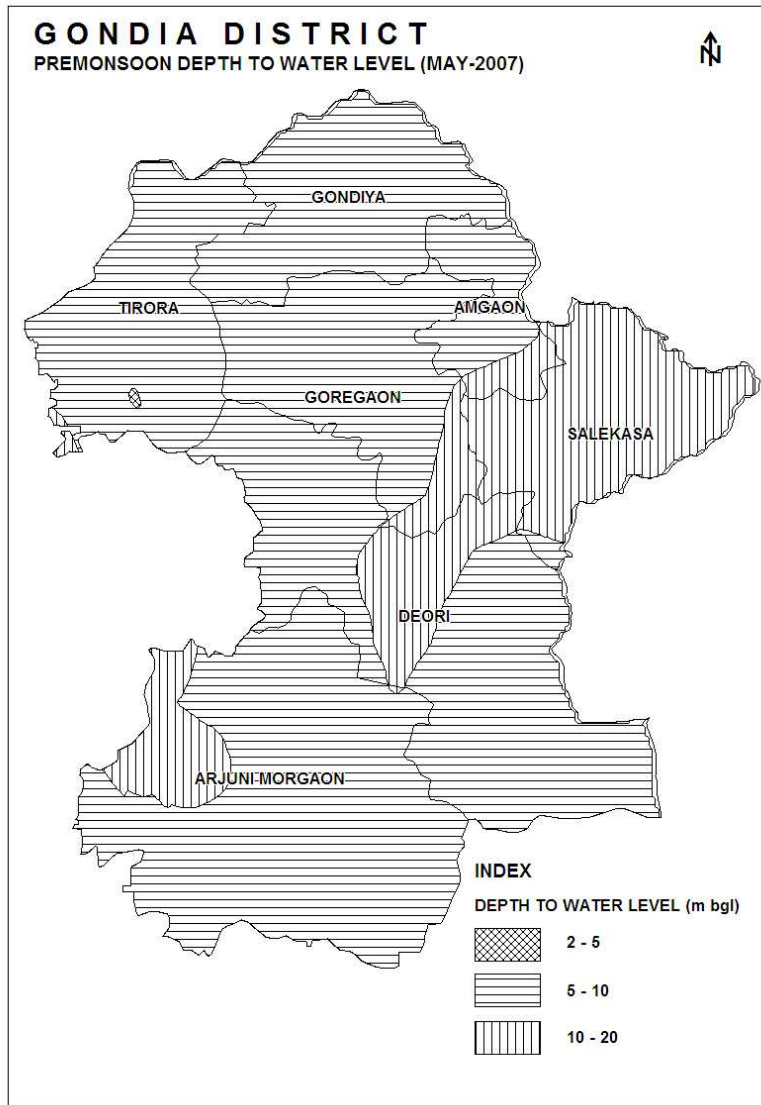 GONDIA DISTRICT
PREMONSOON DEPTH TO WATER LEVEL (MAY-2007)
N
GONDIYA
TIRORA
AMGAON
GOREGAON
SALEKASA
DEORI
ARJUNI MORGAON
INDEX
DEPTH TO WATER LEVEL (m bgl)
2 - 5
5 - 10
10 - 20